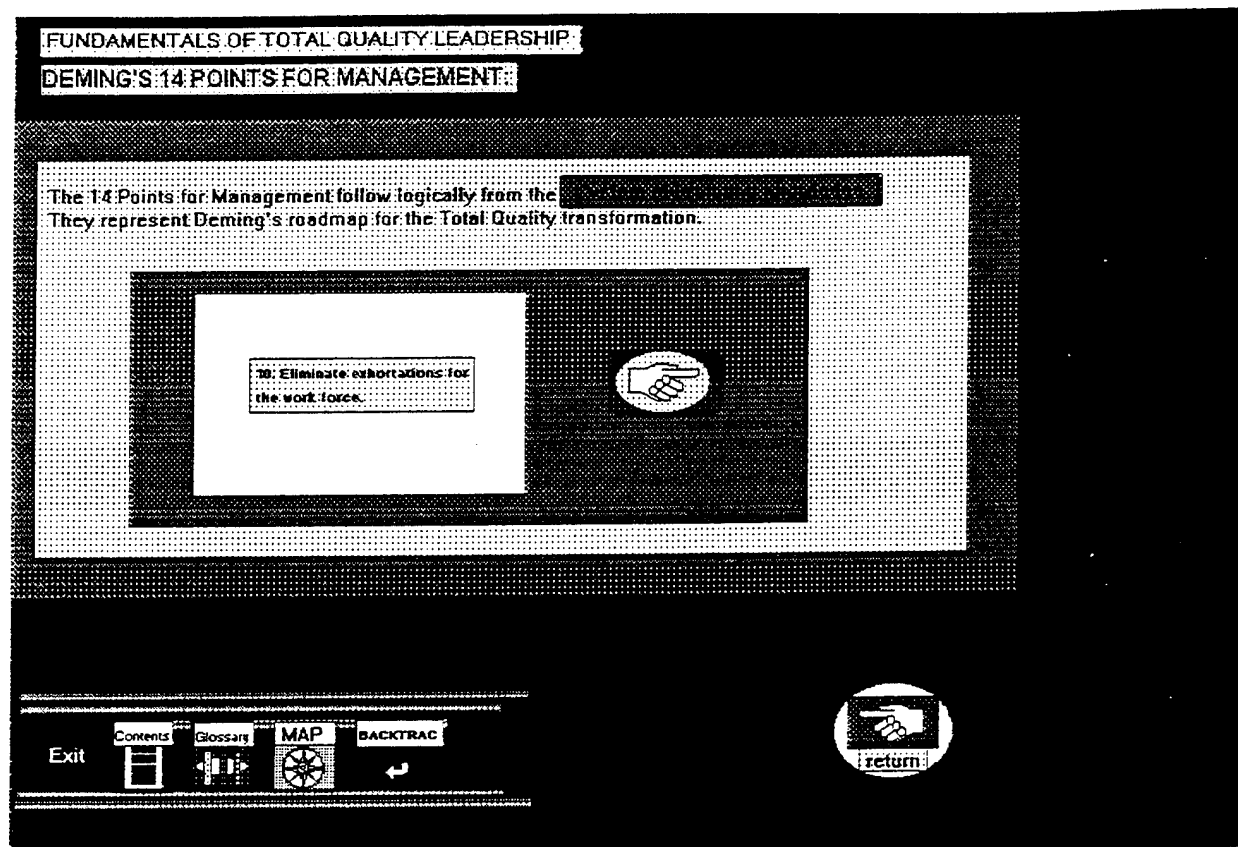 FUNDAMENTALS OF TOTAL QUALITY LEADERSHIP
DEMING'S 14 POINTS FOR MANAGEMENT
The 14 Points for Management follow logically from the
They represent Deming's roadmap for the Total Quality transformation.
10. Eliminate exhortations for
the work force.
Exit
Contents
Glossary
MAP
BACKTRAC
return